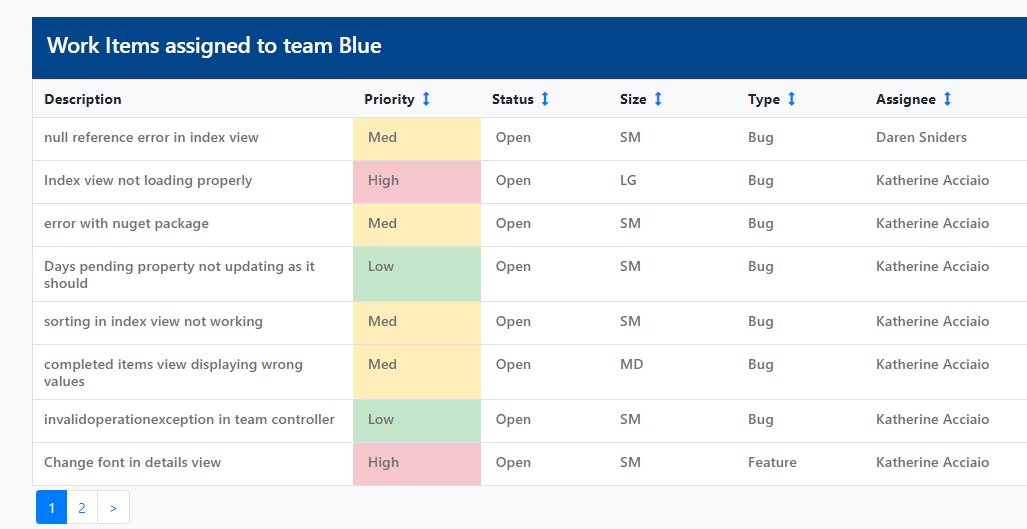 Work Items assigned to team Blue
Description Priority Status Size Type Assignee
null reference error in index view Med Open SM Bug Daren Sniders
Index view not loading properly High Open LG Bug Katherine Acciaio
error with nuget package Med Open SM Bug Katherine Acciaio
Days pending property not updating as it Low Open SM Bug Katherine Acciaio
should
sorting in index view not working Med Open SM Bug Katherine Acciaio
completed items view displaying wrong Med Open MD Bug Katherine Acciaio
values
invalidoperationexception in team controller Low Open SM Bug Katherine Acciaio
Change font in details view High Open SM Feature Katherine Acciaio
1 2 >